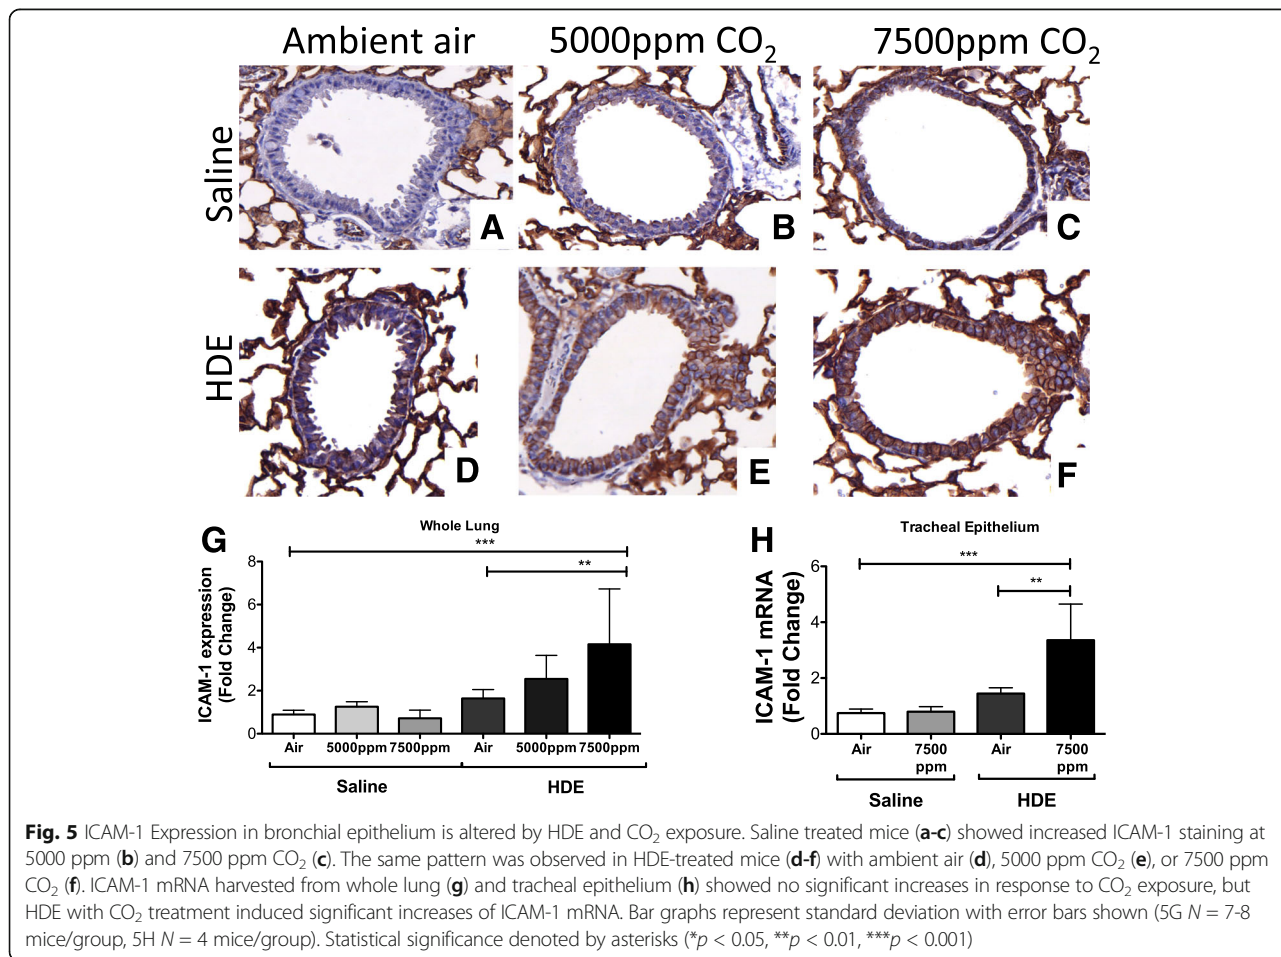 Ambient air
5000ppm CO2
7500ppm CO2
Saline
A
B
C
HDE
D
E
F
G
Whole Lung
***
**
ICAM-1 expression
(Fold Change)
8
6
4
2
0
Air
5000ppm
7500ppm
Air
5000ppm
7500ppm
Saline
HDE
H
Tracheal Epithelium
***
**
ICAM-1 mRNA
(Fold Change)
6
4
2
0
Air
7500
ppm
Air
7500
ppm
Saline
HDE
Fig. 5 ICAM-1 Expression in bronchial epithelium is altered by HDE and CO2 exposure. Saline treated mice (a-c) showed increased ICAM-1 staining at
5000 ppm (b) and 7500 ppm CO2 (c). The same pattern was observed in HDE-treated mice (d-f) with ambient air (d), 5000 ppm CO2 (e), or 7500 ppm
CO2 (f). ICAM-1 mRNA harvested from whole lung (g) and tracheal epithelium (h) showed no significant increases in response to CO2 exposure, but
HDE with CO2 treatment induced significant increases of ICAM-1 mRNA. Bar graphs represent standard deviation with error bars shown (5G N = 7-8
mice/group, 5H N = 4 mice/group). Statistical significance denoted by asterisks (*p < 0.05, **p < 0.01, ***p < 0.001)